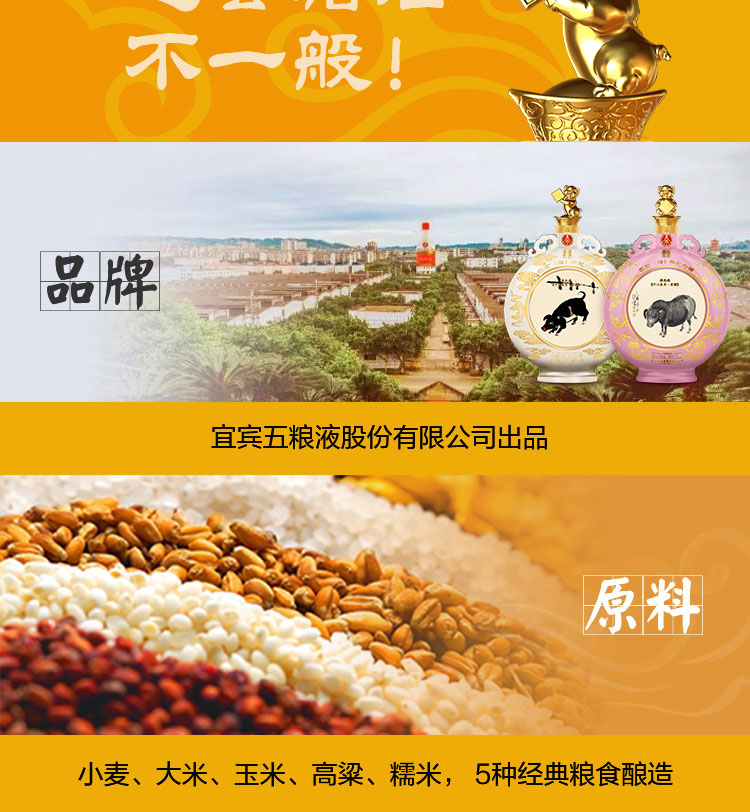 不一般！
品牌
宜宾五粮液股份有限公司出品
原料
小麦、大米、玉米、高粱、糯米， 5种经典粮食酿造